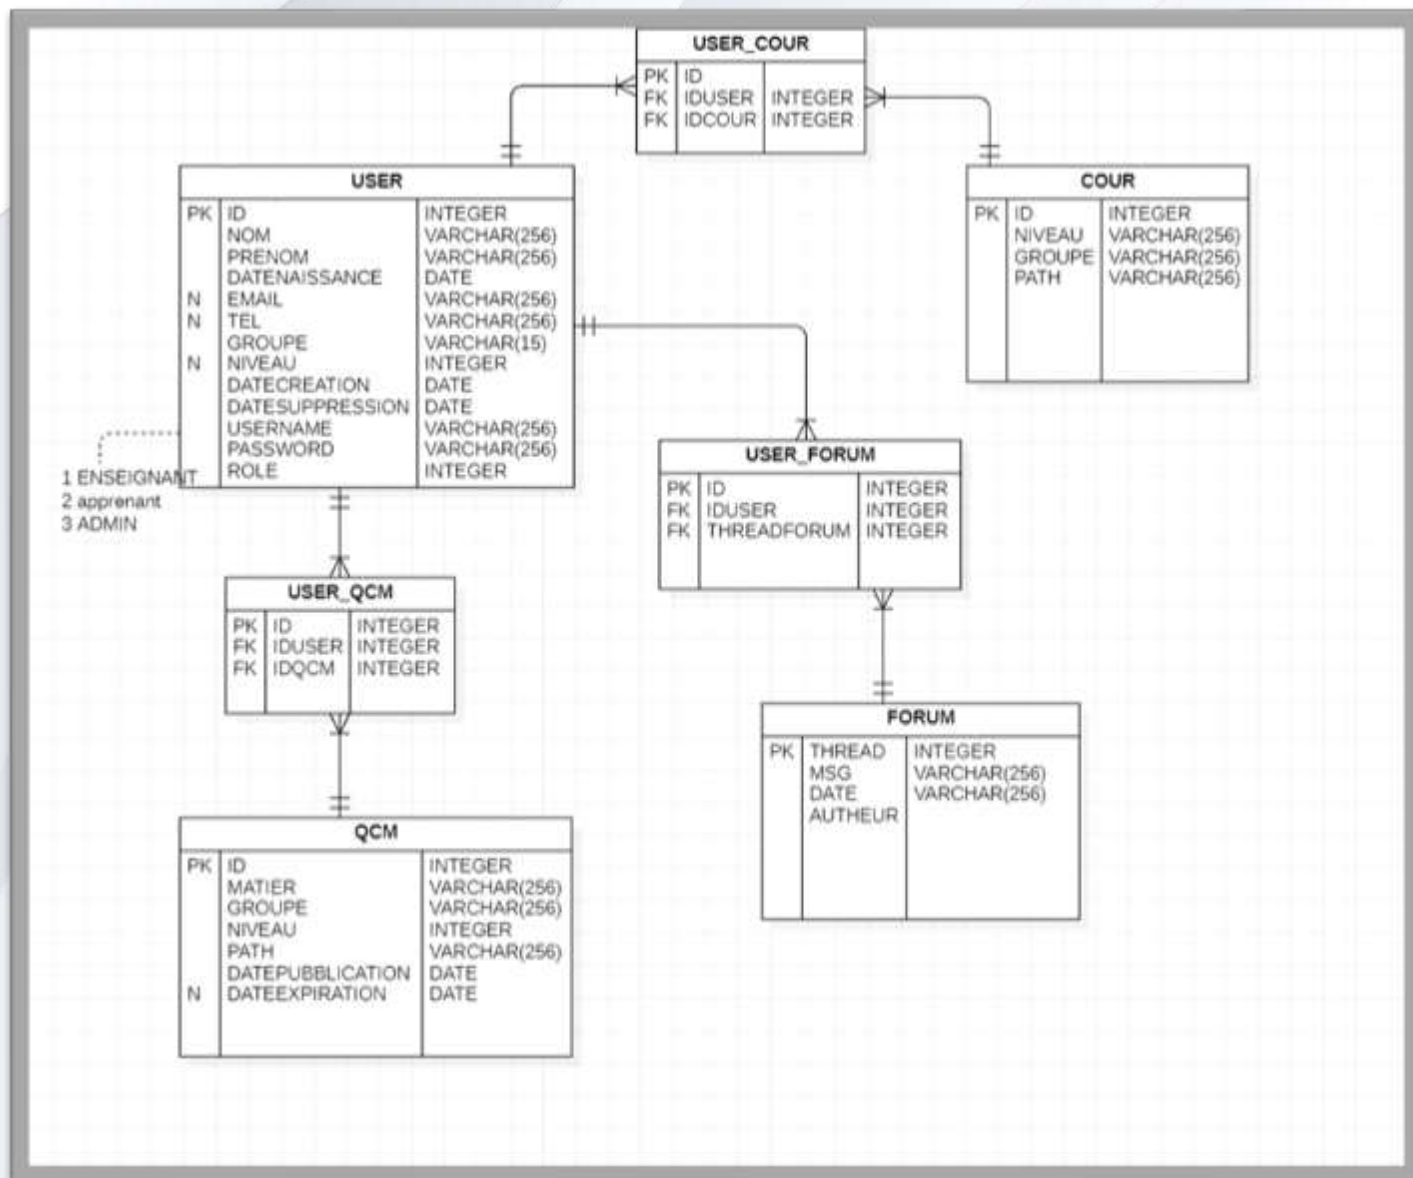 USER_COUR
PK ID
FK IDUSER INTEGER
FK IDCOUR INTEGER
USER
PK ID INTEGER
NOM VARCHAR(256)
PRENOM VARCHAR(256)
DATENAISSANCE DATE
N EMAIL VARCHAR(256)
N TEL VARCHAR(256)
GROUPE VARCHAR(15)
N NIVEAU INTEGER
DATECREATION DATE
DATESUPPRESSION DATE
USERNAME VARCHAR(256)
PASSWORD VARCHAR(256)
ROLE INTEGER
1 ENSEIGNANT
2 apprenant
3 ADMIN
COUR
PK ID INTEGER
NIVEAU VARCHAR(256)
GROUPE VARCHAR(256)
PATH VARCHAR(256)
USER_FORUM
PK ID INTEGER
FK IDUSER INTEGER
FK THREADFORUM INTEGER
USER_QCM
PK ID INTEGER
FK IDUSER INTEGER
FK IDQCM INTEGER
FORUM
PK THREAD INTEGER
MSG VARCHAR(256)
DATE VARCHAR(256)
AUTHEUR
QCM
PK ID INTEGER
MATIER VARCHAR(256)
GROUPE VARCHAR(256)
NIVEAU INTEGER
PATH VARCHAR(256)
DATEPUBBLICATION DATE
N DATEEXPIRATION DATE